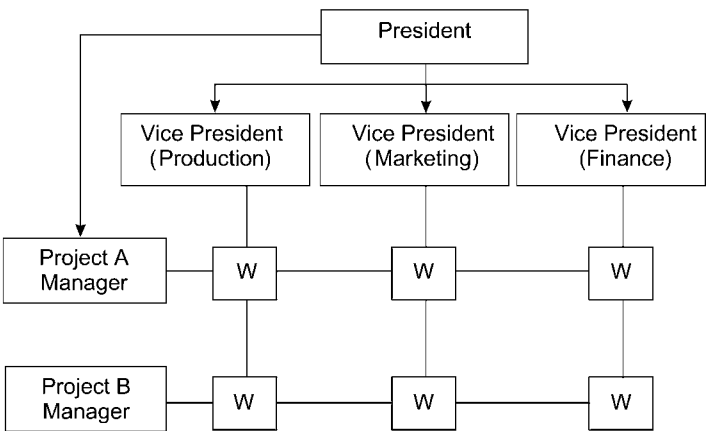 President
Vice President
(Production)
Vice President
(Marketing)
Vice President
(Finance)
Project A
Manager
W
W
W
Project B
Manager
W
W
W